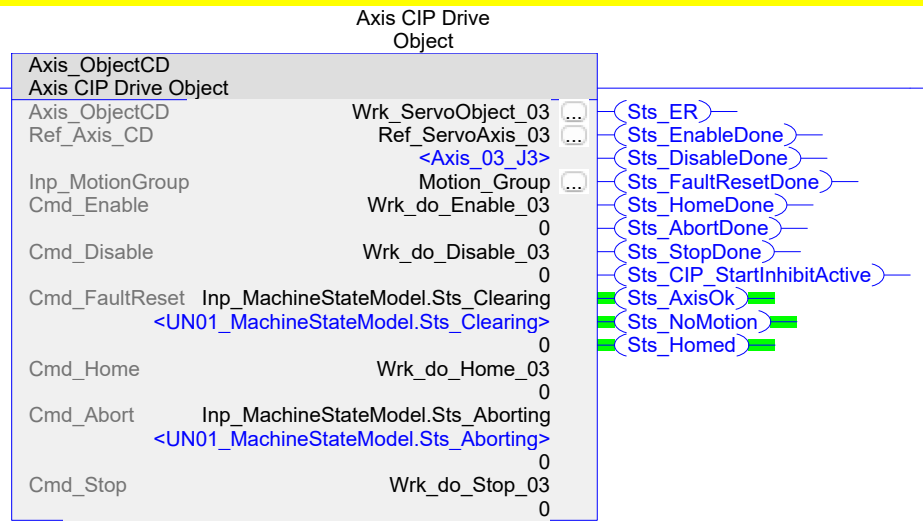 Axis CIP Drive
Object
Axis_ObjectCD
Axis CIP Drive Object
Axis_ObjectCD Wrk_ServoObject_03 ... Sts_ER
Ref_Axis_CD Ref_ServoAxis_03 ... Sts_EnableDone
<Axis_03_J3> Sts_DisableDone
Inp_MotionGroup Motion_Group ... Sts_FaultResetDone
Cmd_Enable Wrk_do_Enable_03 Sts_HomeDone
0 Sts_AbortDone
Cmd_Disable Wrk_do_Disable_03 Sts_StopDone
0 Sts_CIP_StartInhibitActive
Cmd_FaultReset Inp_MachineStateModel.Sts_Clearing Sts_AxisOk
<UN01_MachineStateModel.Sts_Clearing> Sts_NoMotion
0 Sts_Homed
Cmd_Home Wrk_do_Home_03
0
Cmd_Abort Inp_MachineStateModel.Sts_Aborting
<UN01_MachineStateModel.Sts_Aborting>
0
Cmd_Stop Wrk_do_Stop_03
0